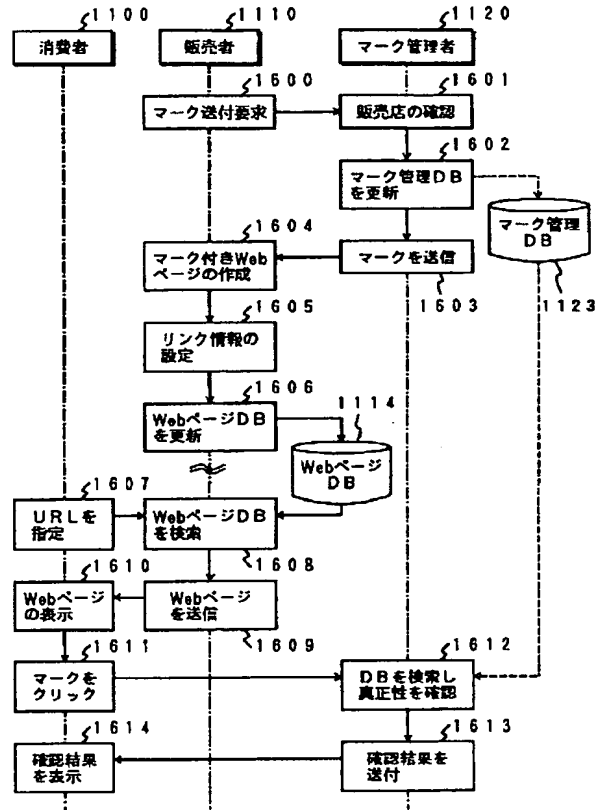 1100
1110
1120
消費者
販売者
マーク管理者
1600
1601
マーク送付要求
販売店の確認
1602
マーク管理DB
を更新
マーク管理
DB
1604
マーク付きWeb
ページの作成
マークを送信
1603
1123
1605
リンク情報の
設定
1606
1114
WebページDB
を更新
Webページ
DB
1607
URLを
指定
WebページDB
を検索
1608
1610
Webページ
の表示
Webページ
を送信
1609
1611
1612
マークを
クリック
DBを検索し
真正性を確認
1614
1613
確認結果
を表示
確認結果を
送付